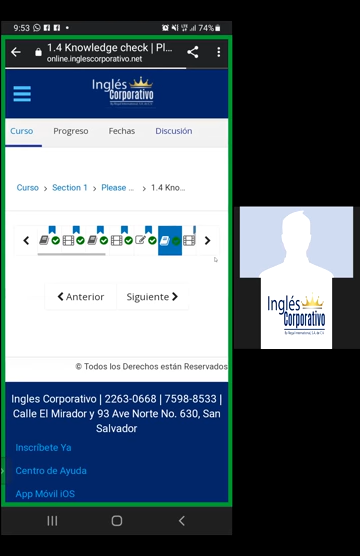 9:53
74%
1.4 Knowledge check | Pl...
online.inglescorporativo.net
Inglés
Corporativo
Curso Progreso Fechas Discusión
Curso > Section 1 > Please ... > 1.4 Kno...
< Anterior Siguiente >
© Todos los Derechos están Reservados
Ingles Corporativo | 2263-0668 | 7598-8533 |
Calle El Mirador y 93 Ave Norte No. 630, San
Salvador
Inscríbete Ya
Centro de Ayuda
App Móvil iOS
Inglés
Corporativo